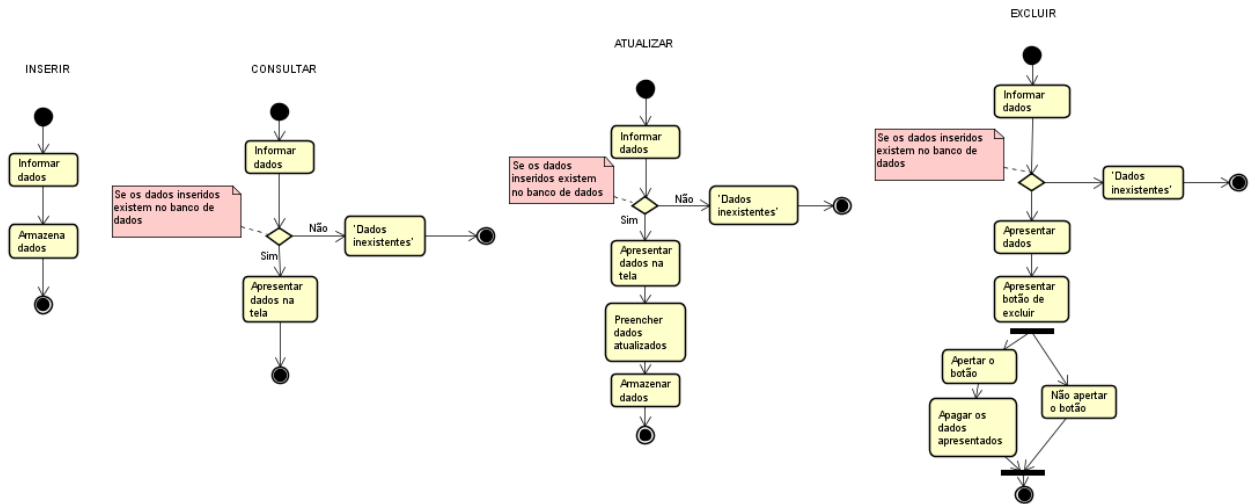 INSERIR
Informar
dados
Armazena
dados
CONSULTAR
Informar
dados
Se os dados inseridos
existem no banco de
dados
Não
Sim
'Dados
inexistentes'
Apresentar
dados na
tela
ATUALIZAR
Informar
dados
Se os dados
inseridos existem
no banco de dados
Não
Sim
'Dados
inexistentes'
Apresentar
dados na
tela
Preencher
dados
atualizados
Armazenar
dados
EXCLUIR
Informar
dados
Se os dados inseridos
existem no banco de
dados
'Dados
inexistentes'
Apresentar
dados
Apresentar
botão de
excluir
Apertar o
botão
Não apertar
o botão
Apagar os
dados
apresentados